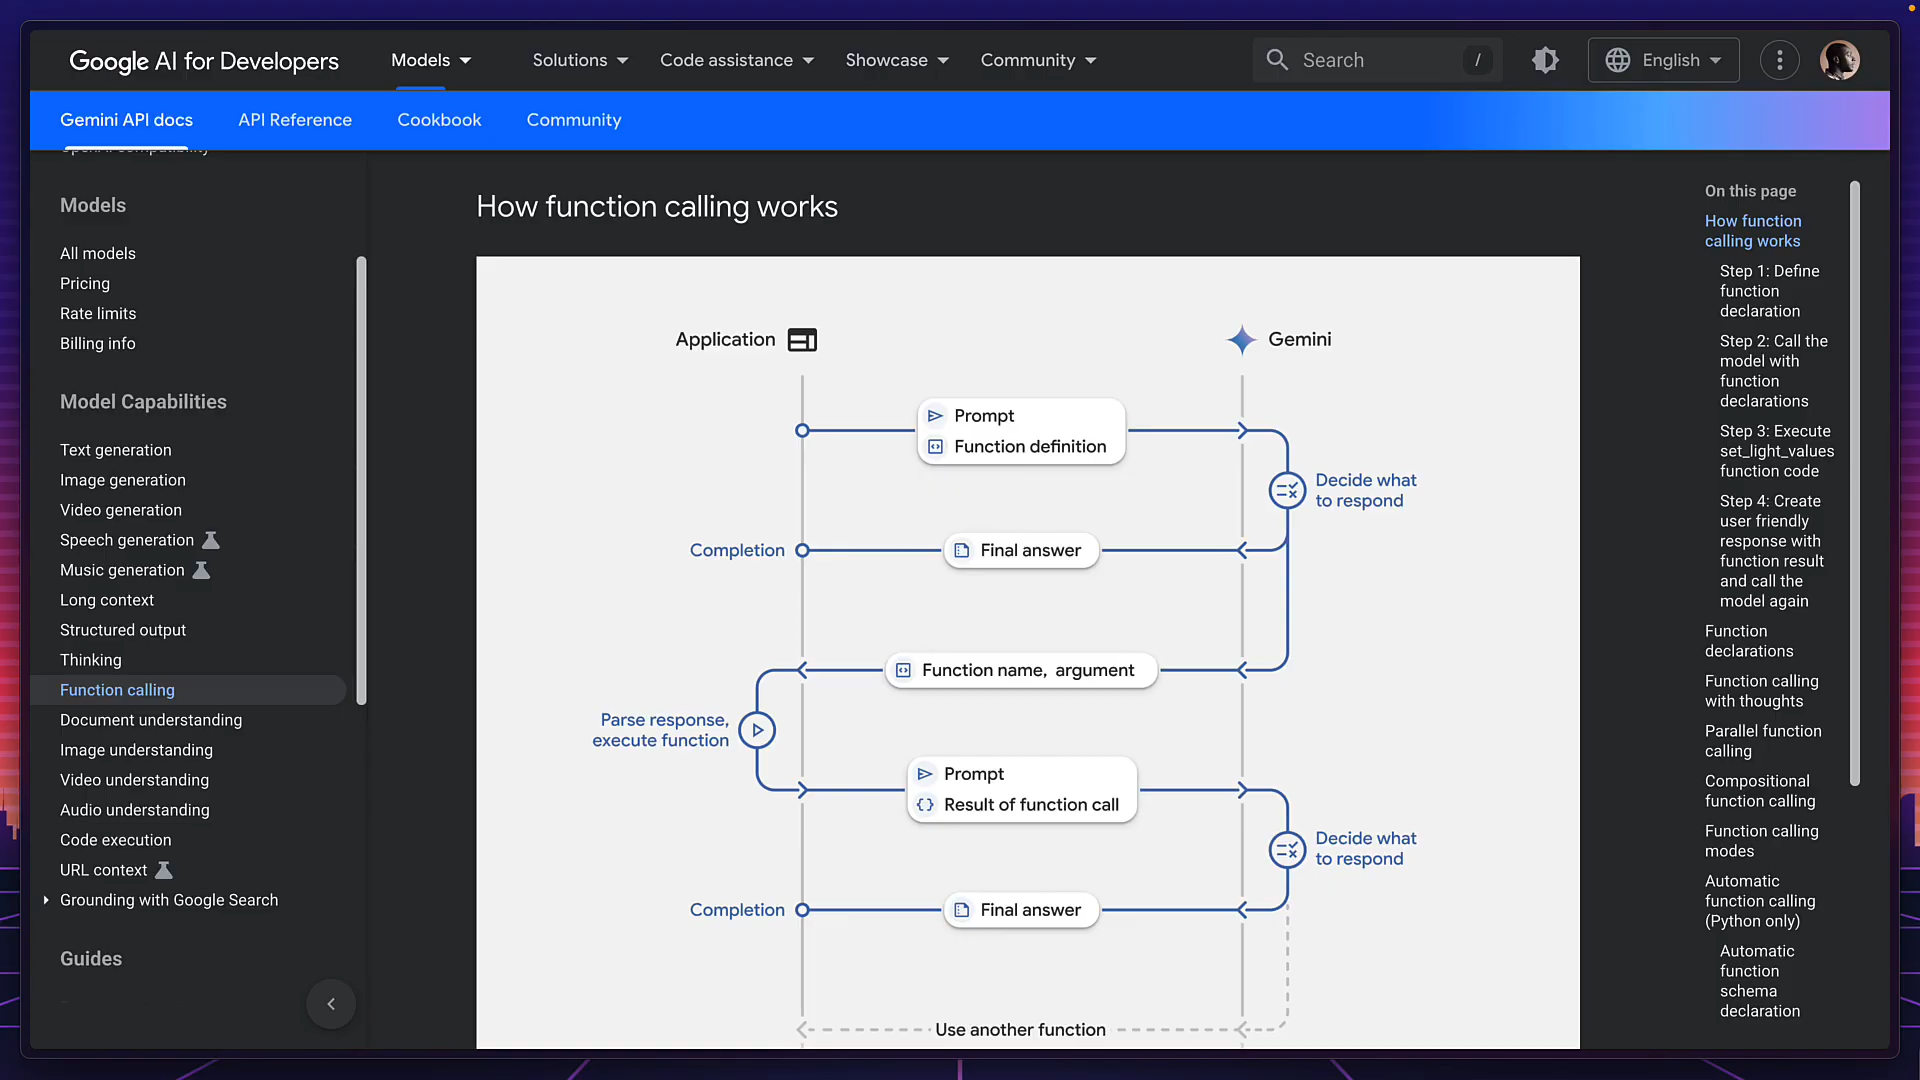 Google AI for Developers
Models
Solutions
Code assistance
Showcase
Community
Search
/
English
Gemini API docs
API Reference
Cookbook
Community
Models
All models
Pricing
Rate limits
Billing info
Model Capabilities
Text generation
Image generation
Video generation
Speech generation
Music generation
Long context
Structured output
Thinking
Function calling
Document understanding
Image understanding
Video understanding
Audio understanding
Code execution
URL context
Grounding with Google Search
Guides
How function calling works
Application
Gemini
Prompt
Function definition
Decide what
to respond
Completion
Final answer
Function name, argument
Parse response,
execute function
Prompt
Result of function call
Decide what
to respond
Completion
Final answer
Use another function
On this page
How function
calling works
Step 1: Define
function
declaration
Step 2: Call the
model with
function
declarations
Step 3: Execute
set_light_values
function code
Step 4: Create
user friendly
response with
function result
and call the
model again
Function
declarations
Function calling
with thoughts
Parallel function
calling
Compositional
function calling
Function calling
modes
Automatic
function calling
(Python only)
Automatic
function
schema
declaration